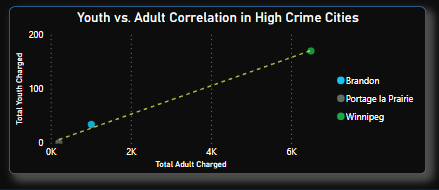 Youth vs. Adult Correlation in High Crime Cities
Total Youth Charged
200
100
0
0K
2K
4K
6K
Total Adult Charged
Brandon
Portage la Prairie
Winnipeg